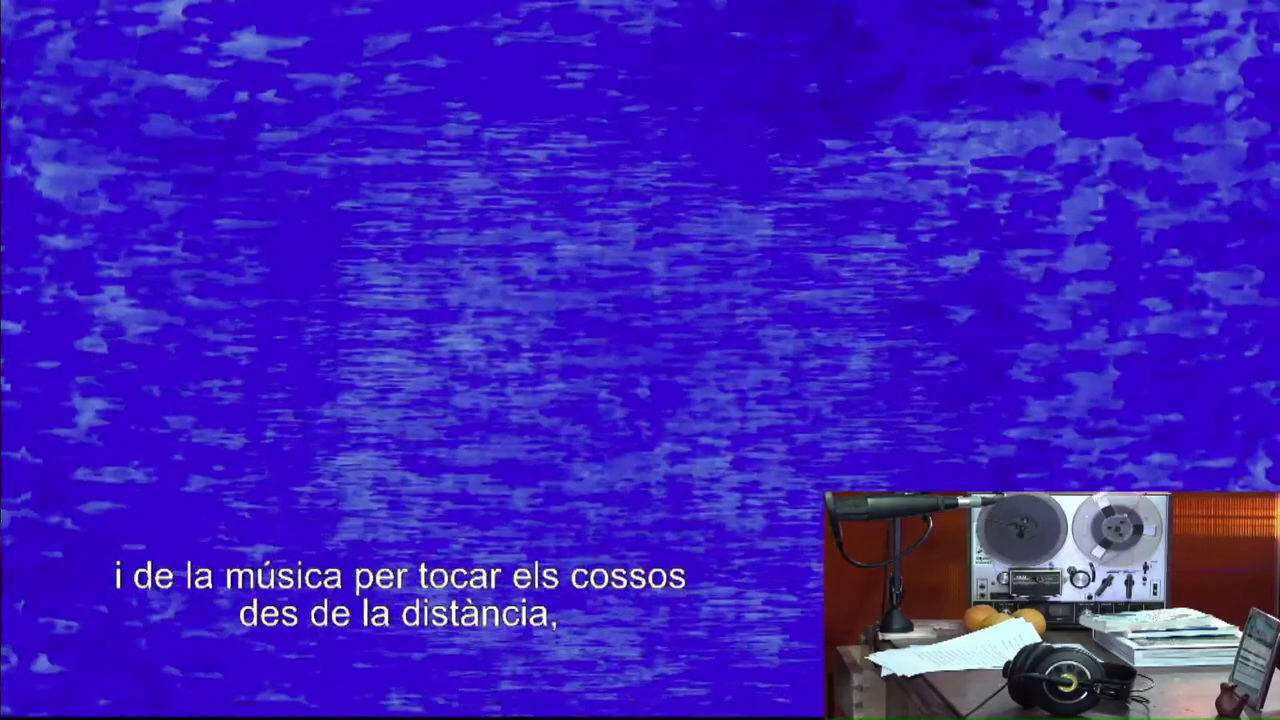 i de la música per tocar els cossos
des de la distància,